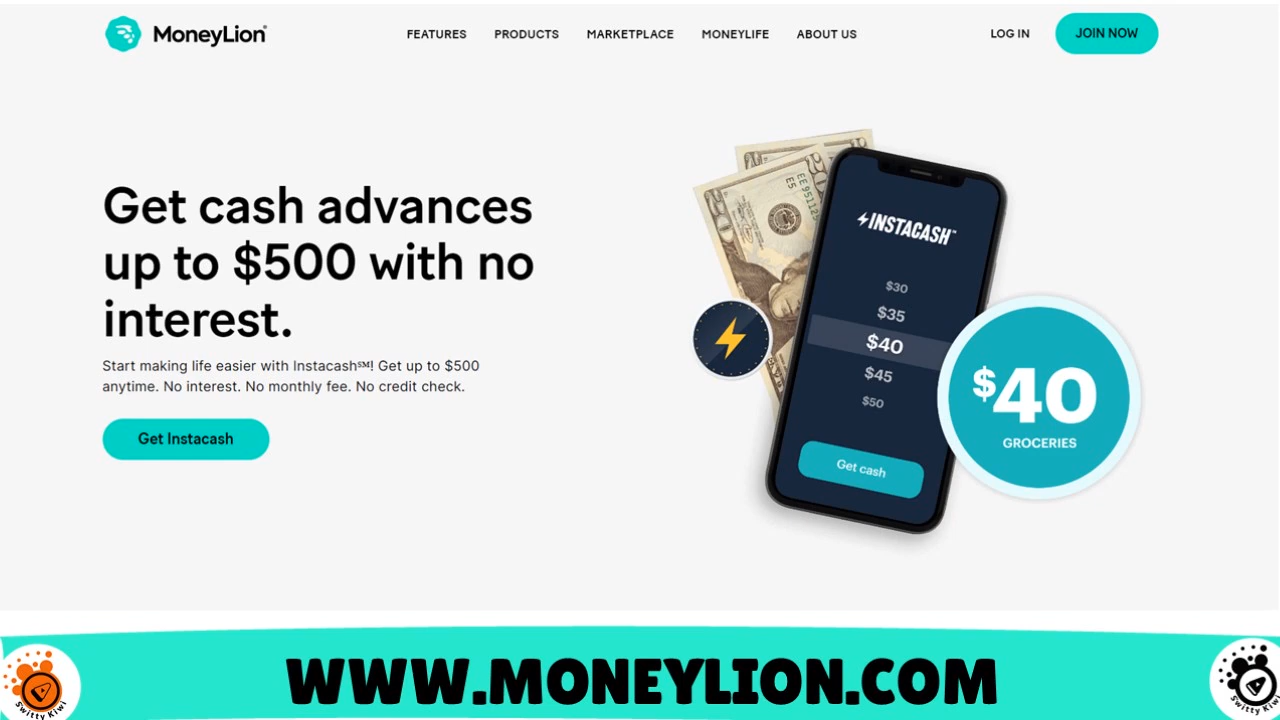 MoneyLion®
FEATURES PRODUCTS MARKETPLACE MONEYLIFE ABOUT US
LOG IN
JOIN NOW
Get cash advances
up to $500 with no
interest.
Start making life easier with Instacash℠! Get up to $500
anytime. No interest. No monthly fee. No credit check.
Get Instacash
20
20
INSTACASH™
$30
$35
$40
$45
$50
Get cash
$40
GROCERIES
WWW.MONEYLION.COM
Switty Kiwi
Switty Kiwi